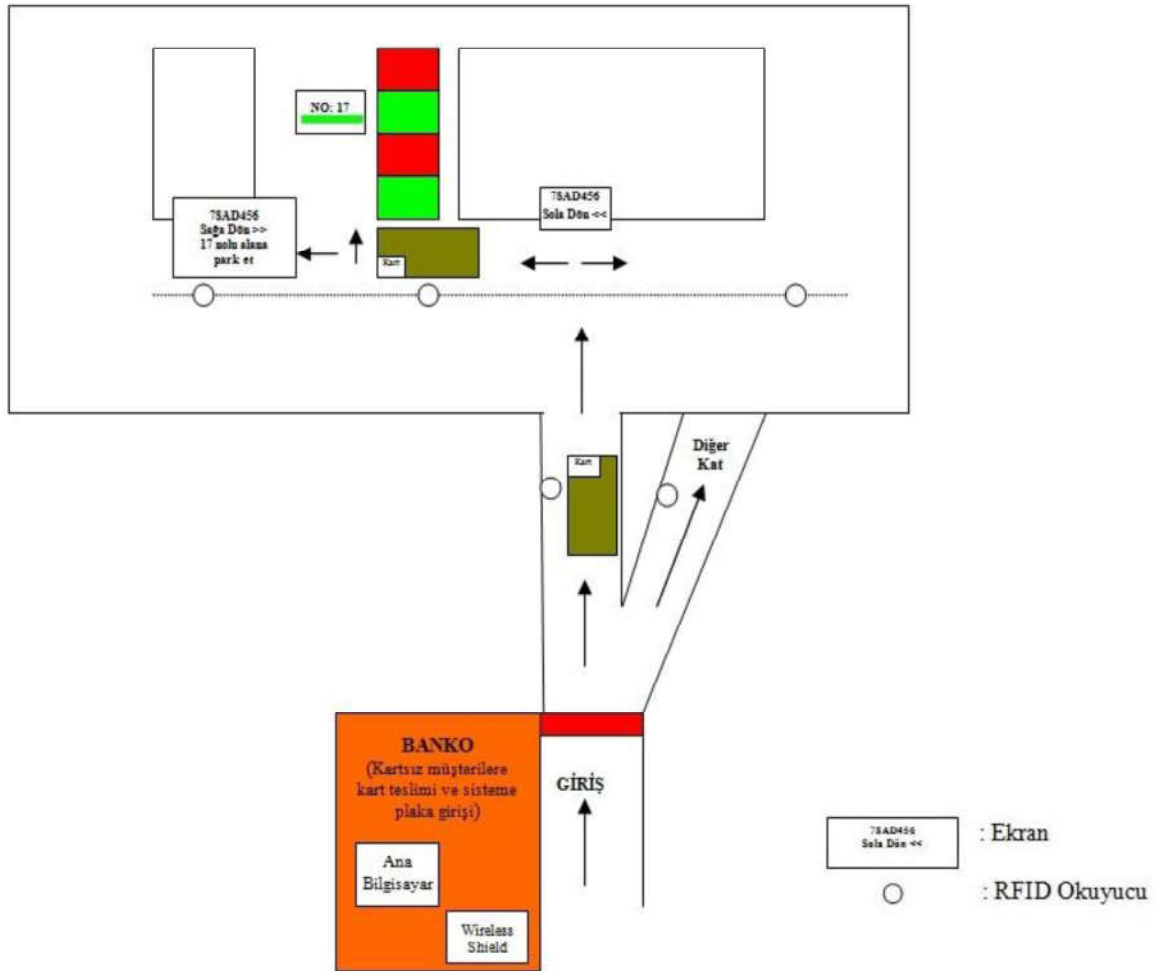 NO: 17
78AD456
Sola Dön <<
78AD456
Sağa Dön >>
17 nolu alana
park et
Kart
Kart
Diğer
Kat
BANKO
(Kartsız müşterilere
kart teslimi ve sisteme
plaka girişi)
GİRİŞ
Ana
Bilgisayar
Wireless
Shield
78AD456
Sola Dön <<
: Ekran
: RFID Okuyucu